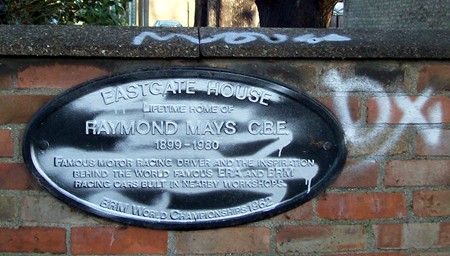 EASTGATE HOUSE
LIFETIME HOME OF
RAYMOND MAYS C.B.E.
1899-1980
FAMOUS MOTOR RACING DRIVER AND THE INSPIRATION
BEHIND THE WORLD FAMOUS ERA AND BRM
RACING CARS BUILT IN NEARBY WORKSHOPS.
BRM WORLD CHAMPIONSHIPS 1962